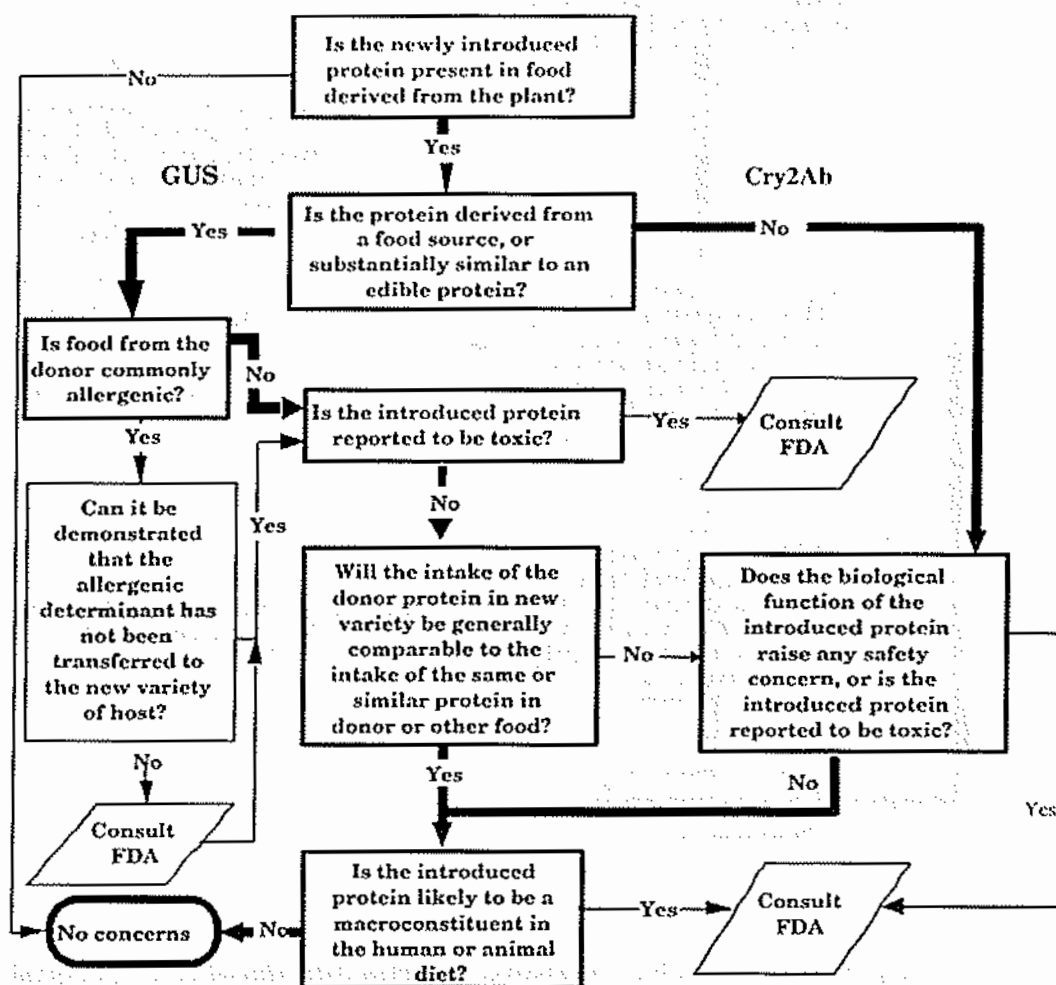 Is the newly introduced
protein present in food
derived from the plant?
No
Yes
GUS
Cry2Ab
Is the protein derived from
a food source, or
substantially similar to an
edible protein?
Yes
No
Is food from the
donor commonly
allergenic?
No
Yes
Is the introduced protein
reported to be toxic?
Yes
Consult
FDA
No
Can it be
demonstrated
that the
allergenic
determinant has
not been
transferred to
the new variety
of host?
Yes
No
Consult
FDA
Will the intake of the
donor protein in new
variety be generally
comparable to the
intake of the same or
similar protein in
donor or other food?
No
Yes
Does the biological
function of the
introduced protein
raise any safety
concern, or is the
introduced protein
reported to be toxic?
No
Yes
Is the introduced
protein likely to be a
macroconstituent in
the human or animal
diet?
Yes
Consult
FDA
No
No concerns